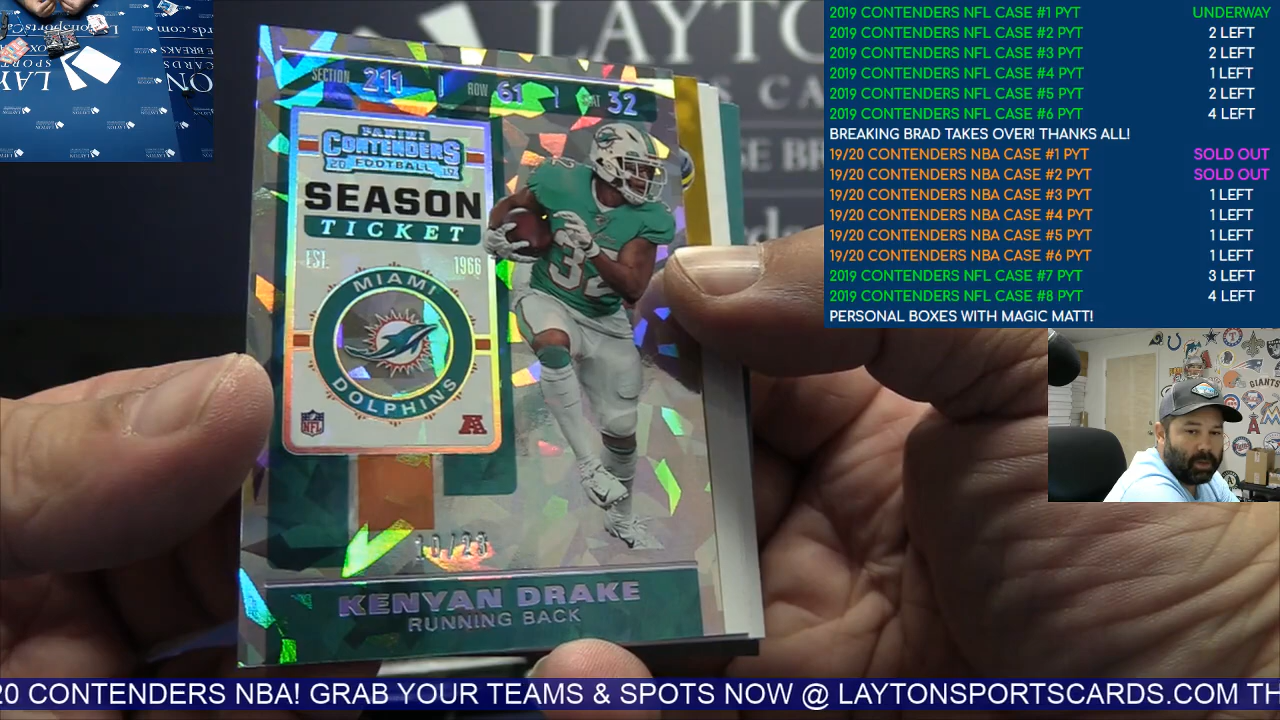 2019 CONTENDERS NFL CASE #1 PYT UNDERWAY
2019 CONTENDERS NFL CASE #2 PYT 2 LEFT
2019 CONTENDERS NFL CASE #3 PYT 2 LEFT
2019 CONTENDERS NFL CASE #4 PYT 1 LEFT
2019 CONTENDERS NFL CASE #5 PYT 2 LEFT
2019 CONTENDERS NFL CASE #6 PYT 4 LEFT
BREAKING BRAD TAKES OVER! THANKS ALL!
19/20 CONTENDERS NBA CASE #1 PYT SOLD OUT
19/20 CONTENDERS NBA CASE #2 PYT SOLD OUT
19/20 CONTENDERS NBA CASE #3 PYT 1 LEFT
19/20 CONTENDERS NBA CASE #4 PYT 1 LEFT
19/20 CONTENDERS NBA CASE #5 PYT 1 LEFT
19/20 CONTENDERS NBA CASE #6 PYT 1 LEFT
2019 CONTENDERS NFL CASE #7 PYT 3 LEFT
2019 CONTENDERS NFL CASE #8 PYT 4 LEFT
PERSONAL BOXES WITH MAGIC MATT!
LAYTON
SECTION 211 | ROW 61 | 32
PANINI
CONTENDERS
20 FOOTBALL 19
SEASON
TICKET
EST. 1966
MIAMI
DOLPHINS
NFL
32
KENYAN DRAKE
RUNNING BACK
GIANTS
20 CONTENDERS NBA! GRAB YOUR TEAMS & SPOTS NOW @ LAYTONSPORTSCARDS.COM TH